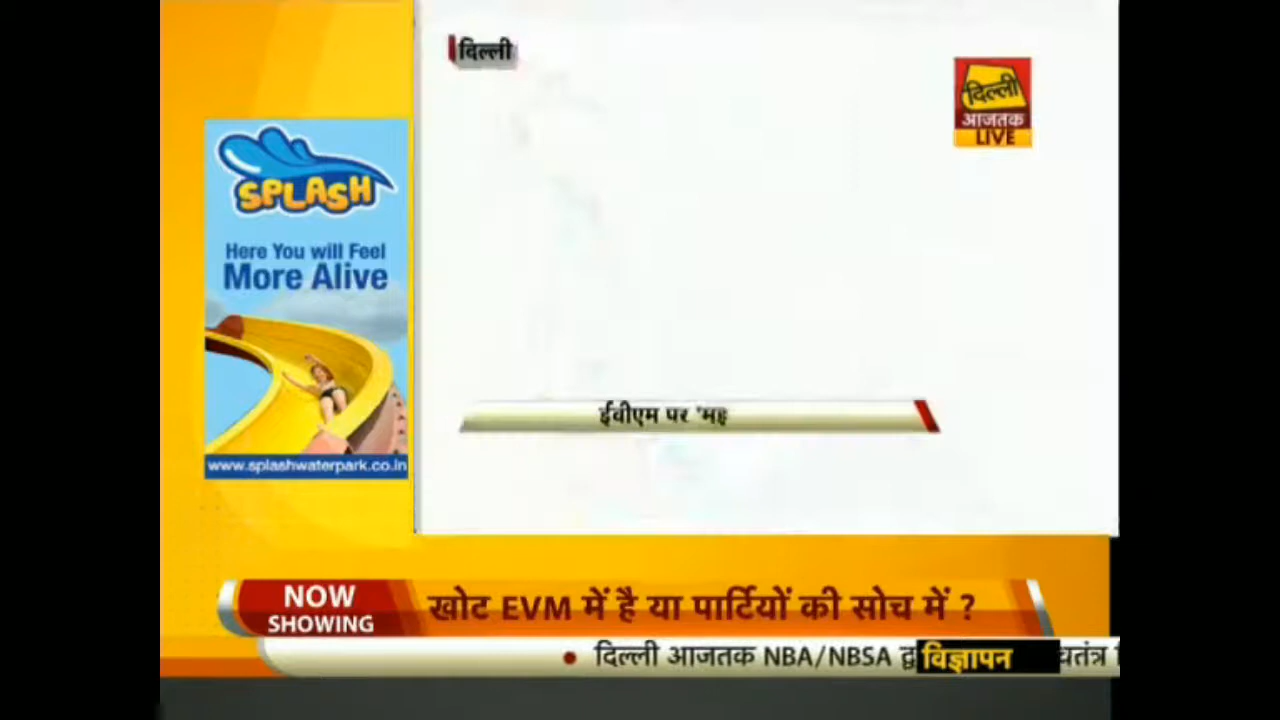 दिल्ली
दिल्ली
आजतक
LIVE
SPLASH
Here You will Feel
More Alive
www.splashwaterpark.co.in
ईवीएम पर 'मह
NOW
SHOWING
खोट EVM में है या पार्टियों की सोच में ?
• दिल्ली आजतक NBA/NBSA द्व
विज्ञापन